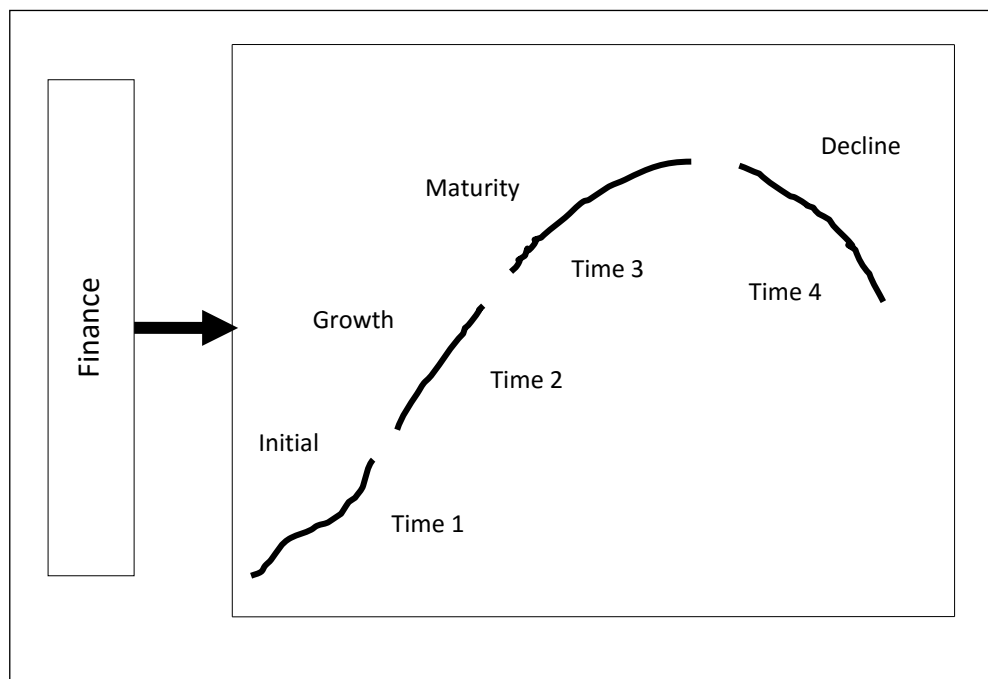 Finance
Initial
Time 1
Growth
Time 2
Maturity
Time 3
Decline
Time 4